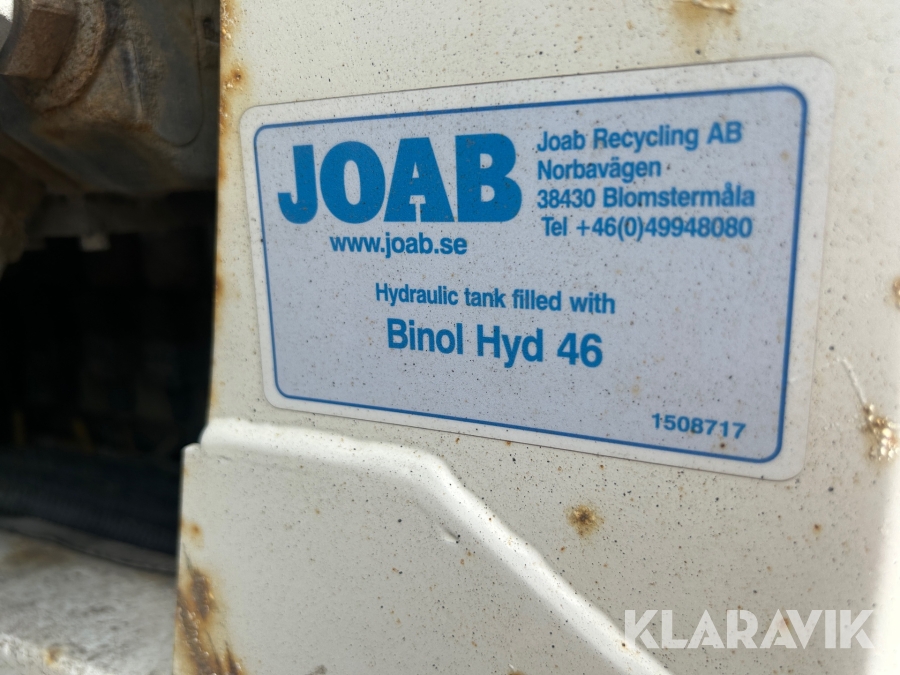 JOAB
www.joab.se
Joab Recycling AB
Norbavägen
38430 Blomstermåla
Tel +46(0)49948080
Hydraulic tank filled with
Binol Hyd 46
1508717
KLARAVIK